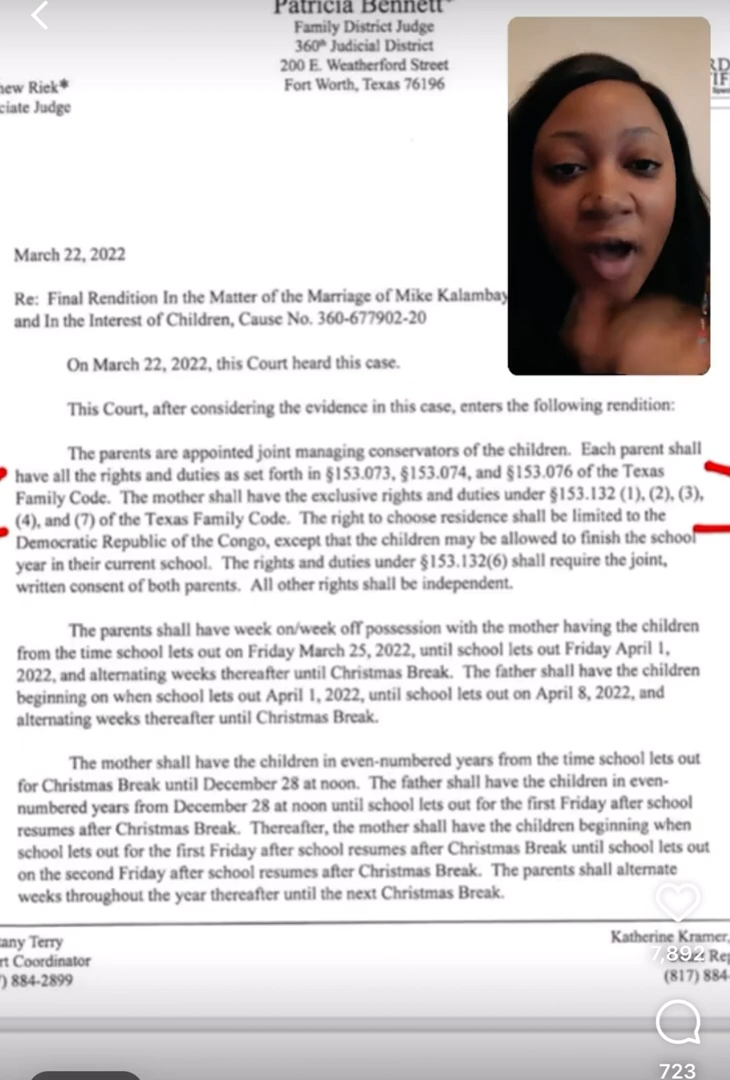 Patricia Bennett*
Family District Judge
360th Judicial District
200 E. Weatherford Street
Fort Worth, Texas 76196
hew Riek*
ciate Judge
March 22, 2022
Re: Final Rendition In the Matter of the Marriage of Mike Kalambay
and In the Interest of Children, Cause No. 360-677902-20
On March 22, 2022, this Court heard this case.
This Court, after considering the evidence in this case, enters the following rendition:
The parents are appointed joint managing conservators of the children. Each parent shall
have all the rights and duties as set forth in §153.073, §153.074, and §153.076 of the Texas
Family Code. The mother shall have the exclusive rights and duties under §153.132 (1), (2), (3),
(4), and (7) of the Texas Family Code. The right to choose residence shall be limited to the
Democratic Republic of the Congo, except that the children may be allowed to finish the school
year in their current school. The rights and duties under §153.132(6) shall require the joint,
written consent of both parents. All other rights shall be independent.
The parents shall have week on/week off possession with the mother having the children
from the time school lets out on Friday March 25, 2022, until school lets out Friday April 1,
2022, and alternating weeks thereafter until Christmas Break. The father shall have the children
beginning on when school lets out April 1, 2022, until school lets out on April 8, 2022, and
alternating weeks thereafter until Christmas Break.
The mother shall have the children in even-numbered years from the time school lets out
for Christmas Break until December 28 at noon. The father shall have the children in even-
numbered years from December 28 at noon until school lets out for the first Friday after school
resumes after Christmas Break. Thereafter, the mother shall have the children beginning when
school lets out for the first Friday after school resumes after Christmas Break until school lets out
on the second Friday after school resumes after Christmas Break. The parents shall alternate
weeks throughout the year thereafter until the next Christmas Break.
tany Terry
rt Coordinator
) 884-2899
Katherine Kramer,
Rep
(817) 884-
7,892
723